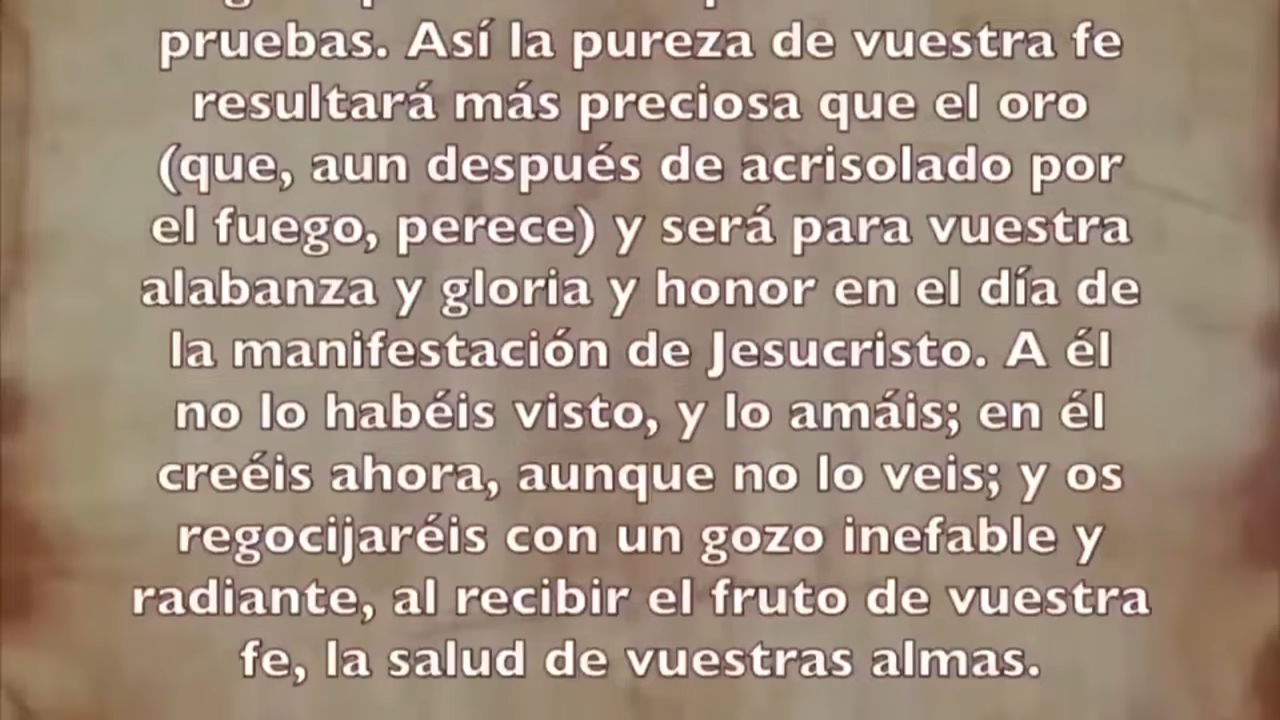 pruebas. Así la pureza de vuestra fe
resultará más preciosa que el oro
(que, aun después de acrisolado por
el fuego, perece) y será para vuestra
alabanza y gloria y honor en el día de
la manifestación de Jesucristo. A él
no lo habéis visto, y lo amáis; en él
creéis ahora, aunque no lo veis; y os
regocijaréis con un gozo inefable y
radiante, al recibir el fruto de vuestra
fe, la salud de vuestras almas.